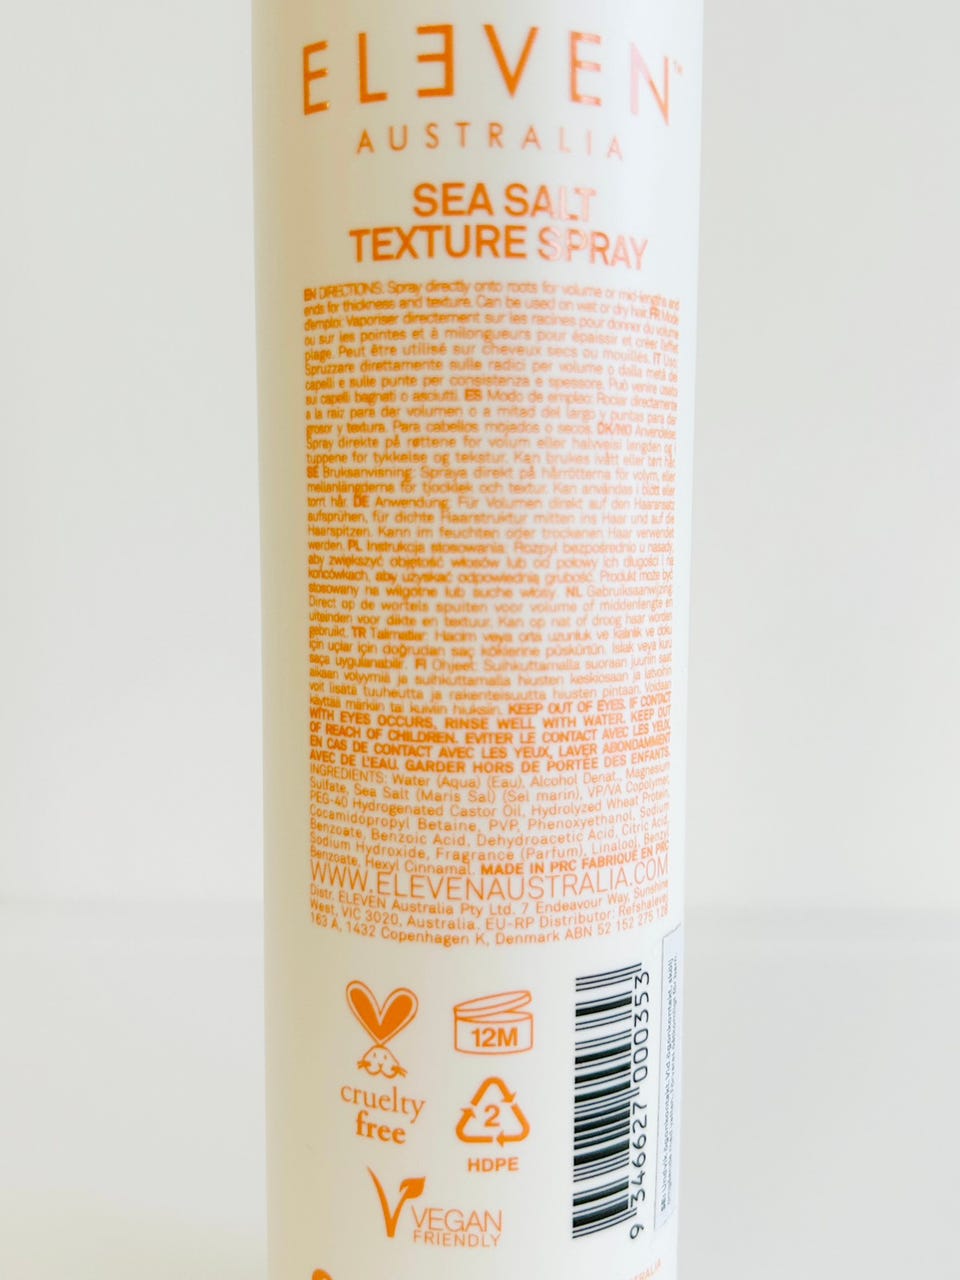 ELEVEN™
AUSTRALIA
SEA SALT
TEXTURE SPRAY
EN DIRECTIONS. Spray directly onto roots for volume or mid-lengths and
ends for thickness and texture. Can be used on wet or dry hair. FR Mode
d'emploi: Vaporiser directement sur les racines pour donner du volume
ou sur les pointes et à milongueurs pour épaissir et créer l'effet
plage. Peut être utilisé sur cheveux secs ou mouillés. IT Uso:
Spruzzare direttamente sulle radici per volume o dalla metà dei
capelli e sulle punte per consistenza e spessore. Può venire usato
sui capelli bagnati o asciutti. ES Modo de empleo: Rociar directamente
a la raíz para dar volumen o a mitad del largo y puntas para dar
grosor y textura. Para cabellos mojados o secos. DK/NO Anvendelse:
Spray direkte på røttene for volum eller halvveisi lengden og i
tuppene for tykkelse og tekstur. Kan brukes vått eller tørt hår.
SE Bruksanvisning: Spraya direkt på hårrötterna för volym, eller
mellanlängderna för tjocklek och textur. Kan användas i blött eller
torrt hår. DE Anwendung: Für Volumen direkt auf den Haaransatz
aufsprühen, für dichte Haarstruktur mitten ins Haar und auf die
Haarspitzen. Kann im feuchten oder trockenen Haar verwendet
werden. PL Instrukcja stosowania: Rozpyl bezpośrednio u nasady,
aby zwiększyć objętość włosów lub od połowy ich długości i na
końcówkach, aby uzyskać odpowiednią grubość. Produkt może być
stosowany na wilgotne lub suche włosy. NL Gebruiksaanwijzing:
Direct op de wortels spuiten voor volume of middenlengte en
uiteinden voor dikte en textuur. Kan op nat of droog haar worden
gebruikt. TR Talimatlar: Hacim veya orta uzunluk ve kalınlık ve doku
için uçlar için doğrudan saç köklerine püskürtün. Islak veya kuru
saça uygulanabilir. FI Ohjeet: Suihkuttamalla suoraan juuriin saat
aikaan volyymia ja suihkuttamalla hiusten keskiosaan ja latvoihin
voit lisätä tuuheutta ja rakenteisuutta hiusten pintaan. Voidaan
käyttää märkiin tai kuiviin hiuksiin. KEEP OUT OF EYES. IF CONTACT
WITH EYES OCCURS, RINSE WELL WITH WATER. KEEP OUT
OF REACH OF CHILDREN. EVITER LE CONTACT AVEC LES YEUX,
EN CAS DE CONTACT AVEC LES YEUX, LAVER ABONDAMMENT
AVEC DE L'EAU. GARDER HORS DE PORTÉE DES ENFANTS.
INGREDIENTS: Water (Aqua) (Eau), Alcohol Denat., Magnesium
Sulfate, Sea Salt (Maris Sal) (Sel marin), VP/VA Copolymer,
PEG-40 Hydrogenated Castor Oil, Hydrolyzed Wheat Protein,
Cocamidopropyl Betaine, PVP, Phenoxyethanol, Sodium
Benzoate, Benzoic Acid, Dehydroacetic Acid, Citric Acid,
Sodium Hydroxide, Fragrance (Parfum), Linalool, Benzyl
Benzoate, Hexyl Cinnamal. MADE IN PRC FABRIQUÉ EN PRC
WWW.ELEVENAUSTRALIA.COM
Distr. ELEVEN Australia Pty Ltd. 7 Endeavour Way, Sunshine
West, VIC 3020, Australia. EU-RP Distributor: Refshalevej
163 A, 1432 Copenhagen K, Denmark ABN 52 152 275 128
cruelty
free
12M
2
HDPE
VEGAN
FRIENDLY
9 346627 000353
SE: Undvik ögonkontakt. Vid ögonkontakt, skölj